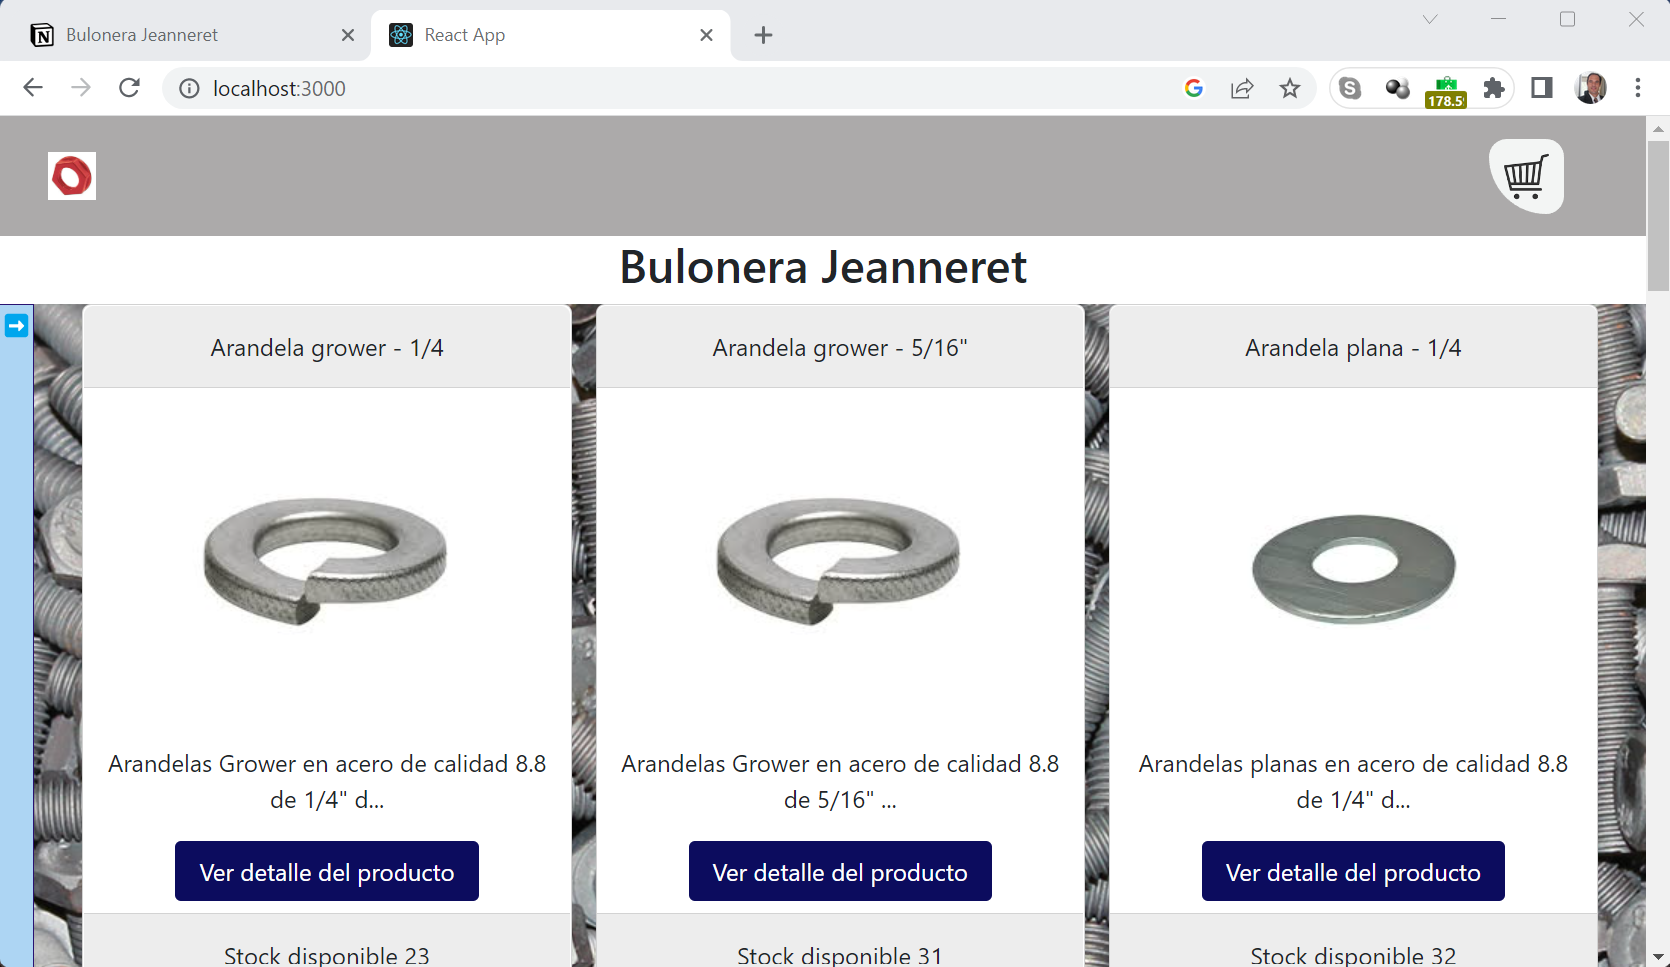 Bulonera Jeanneret
React App
localhost:3000
178.5
Bulonera Jeanneret
Arandela grower - 1/4
Arandela grower - 5/16"
Arandela plana - 1/4
Arandelas Grower en acero de calidad 8.8
de 1/4" d...
Arandelas Grower en acero de calidad 8.8
de 5/16" ...
Arandelas planas en acero de calidad 8.8
de 1/4" d...
Ver detalle del producto
Ver detalle del producto
Ver detalle del producto
Stock disponible 23
Stock disponible 31
Stock disponible 32